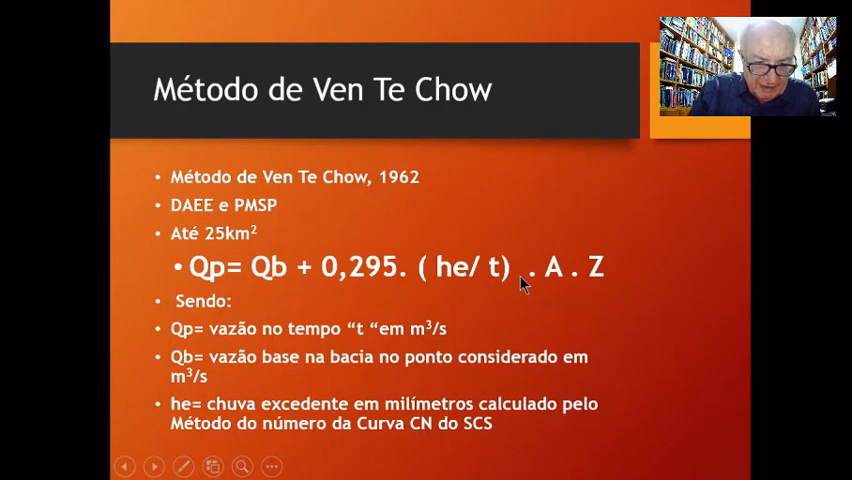 Método de Ven Te Chow
• Método de Ven Te Chow, 1962
• DAEE e PMSP
• Até 25km²
• Qp= Qb + 0,295. ( he/ t) . A . Z
• Sendo:
• Qp= vazão no tempo “t “em m³/s
• Qb= vazão base na bacia no ponto considerado em
m³/s
• he= chuva excedente em milímetros calculado pelo
Método do número da Curva CN do SCS